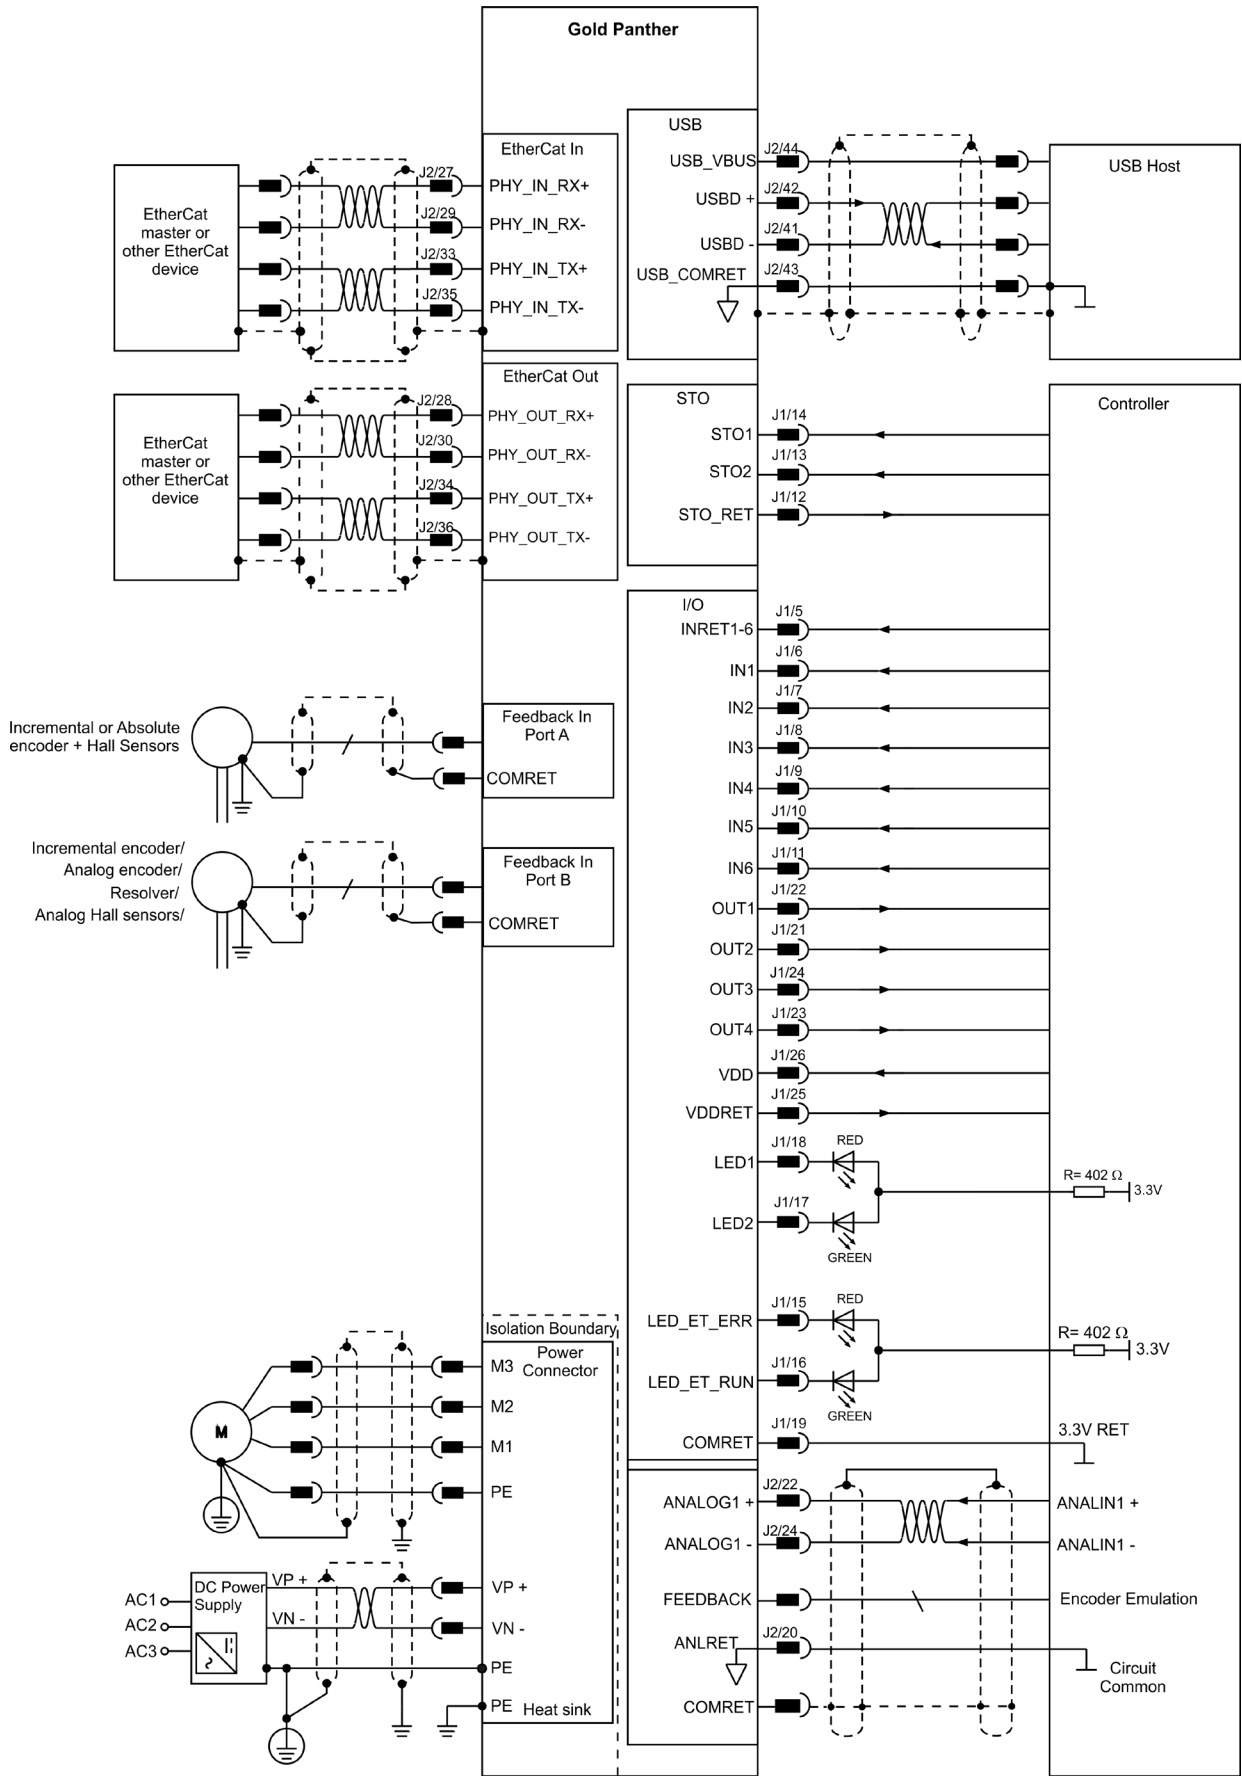 Gold Panther
EtherCat
master or
other EtherCat
device
J2/27
J2/29
J2/33
J2/35
EtherCat In
PHY_IN_RX+
PHY_IN_RX-
PHY_IN_TX+
PHY_IN_TX-
USB
USB_VBUS
USBD +
USBD -
USB_COMRET
J2/44
J2/42
J2/41
J2/43
USB Host
EtherCat
master or
other EtherCat
device
J2/28
J2/30
J2/34
J2/36
EtherCat Out
PHY_OUT_RX+
PHY_OUT_RX-
PHY_OUT_TX+
PHY_OUT_TX-
STO
STO1
STO2
STO_RET
J1/14
J1/13
J1/12
Controller
I/O
INRET1-6
J1/5
IN1
J1/6
IN2
J1/7
IN3
J1/8
IN4
J1/9
IN5
J1/10
IN6
J1/11
OUT1
J1/22
OUT2
J1/21
OUT3
J1/24
OUT4
J1/23
VDD
J1/26
VDDRET
J1/25
LED1
J1/18
RED
LED2
J1/17
GREEN
R= 402 Ω
3.3V
LED_ET_ERR
J1/15
RED
LED_ET_RUN
J1/16
GREEN
R= 402 Ω
3.3V
COMRET
J1/19
3.3V RET
Incremental or Absolute
encoder + Hall Sensors
Feedback In
Port A
COMRET
Incremental encoder/
Analog encoder/
Resolver/
Analog Hall sensors/
Feedback In
Port B
COMRET
Isolation Boundary
Power
Connector
M
M3
M2
M1
PE
AC1
AC2
AC3
DC Power
Supply
VP +
VN -
VP +
VN -
PE
PE
Heat sink
ANALOG1 +
J2/22
ANALIN1 +
ANALOG1 -
J2/24
ANALIN1 -
FEEDBACK
Encoder Emulation
ANLRET
J2/20
Circuit
Common
COMRET